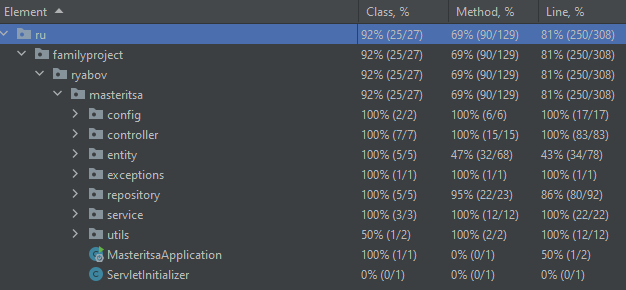 Element Class, % Method, % Line, %
ru 92% (25/27) 69% (90/129) 81% (250/308)
familyproject 92% (25/27) 69% (90/129) 81% (250/308)
ryabov 92% (25/27) 69% (90/129) 81% (250/308)
masteritsa 92% (25/27) 69% (90/129) 81% (250/308)
config 100% (2/2) 100% (6/6) 100% (17/17)
controller 100% (7/7) 100% (15/15) 100% (83/83)
entity 100% (5/5) 47% (32/68) 43% (34/78)
exceptions 100% (1/1) 100% (1/1) 100% (1/1)
repository 100% (5/5) 95% (22/23) 86% (80/92)
service 100% (3/3) 100% (12/12) 100% (22/22)
utils 50% (1/2) 100% (2/2) 100% (12/12)
MasteritsaApplication 100% (1/1) 0% (0/1) 50% (1/2)
ServletInitializer 0% (0/1) 0% (0/1) 0% (0/1)